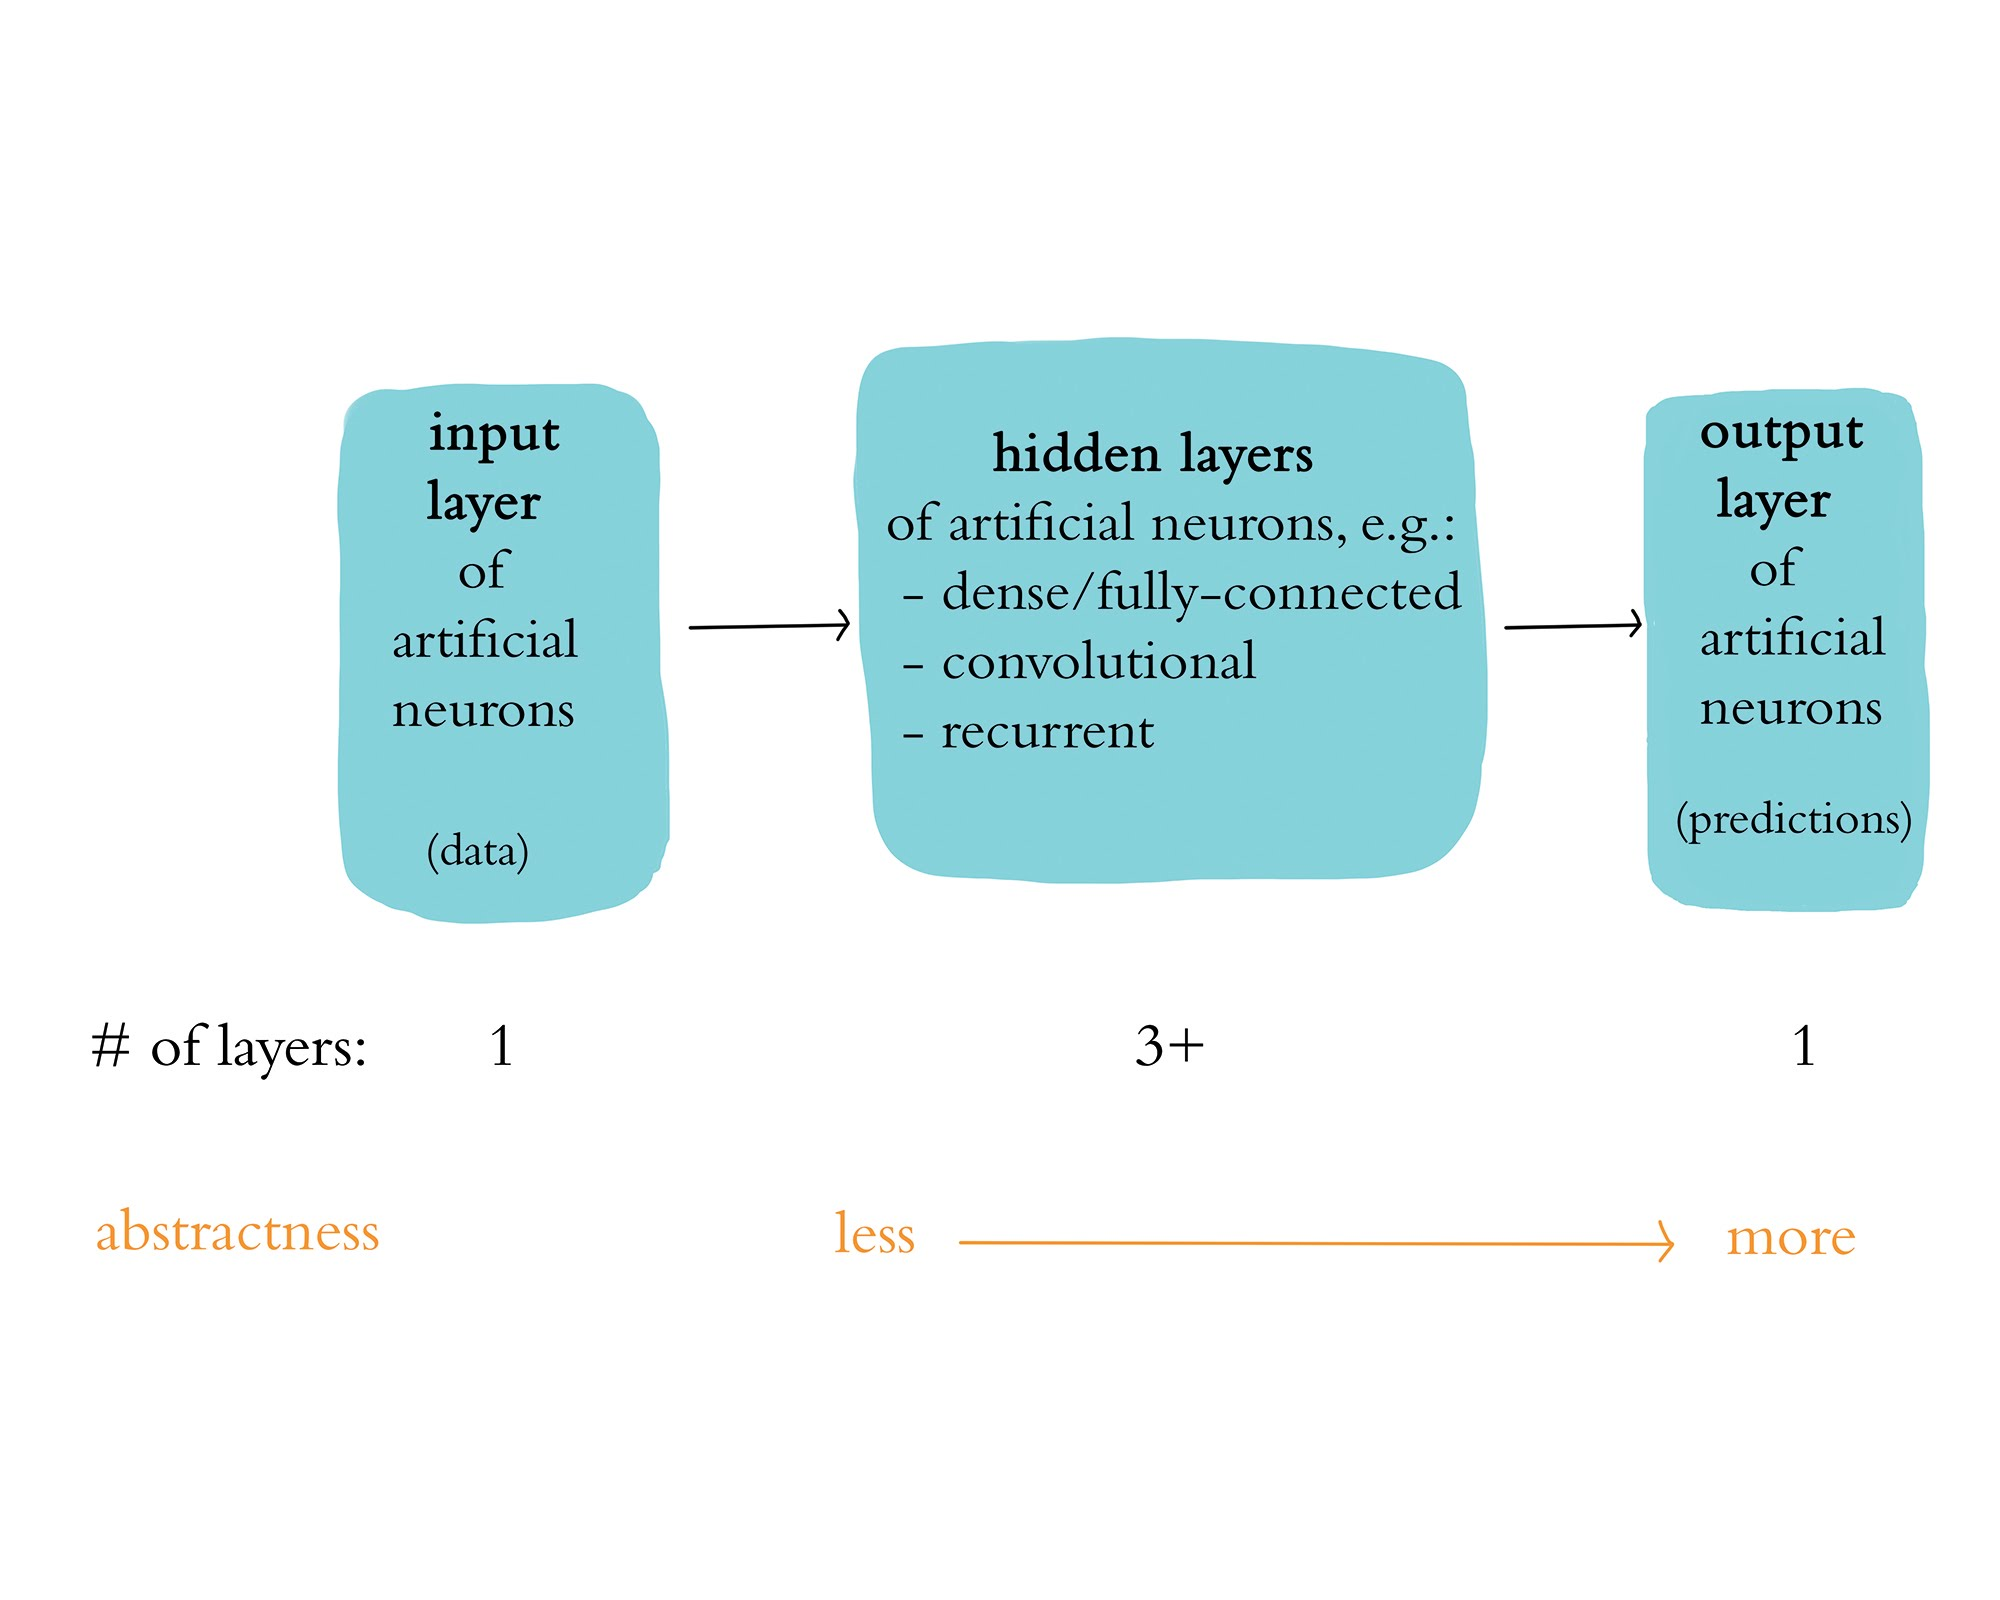 input
layer
of
artificial
neurons
(data)
hidden layers
of artificial neurons, e.g.:
- dense/fully-connected
- convolutional
- recurrent
output
layer
of
artificial
neurons
(predictions)
# of layers: 1 3+ 1
abstractness less more